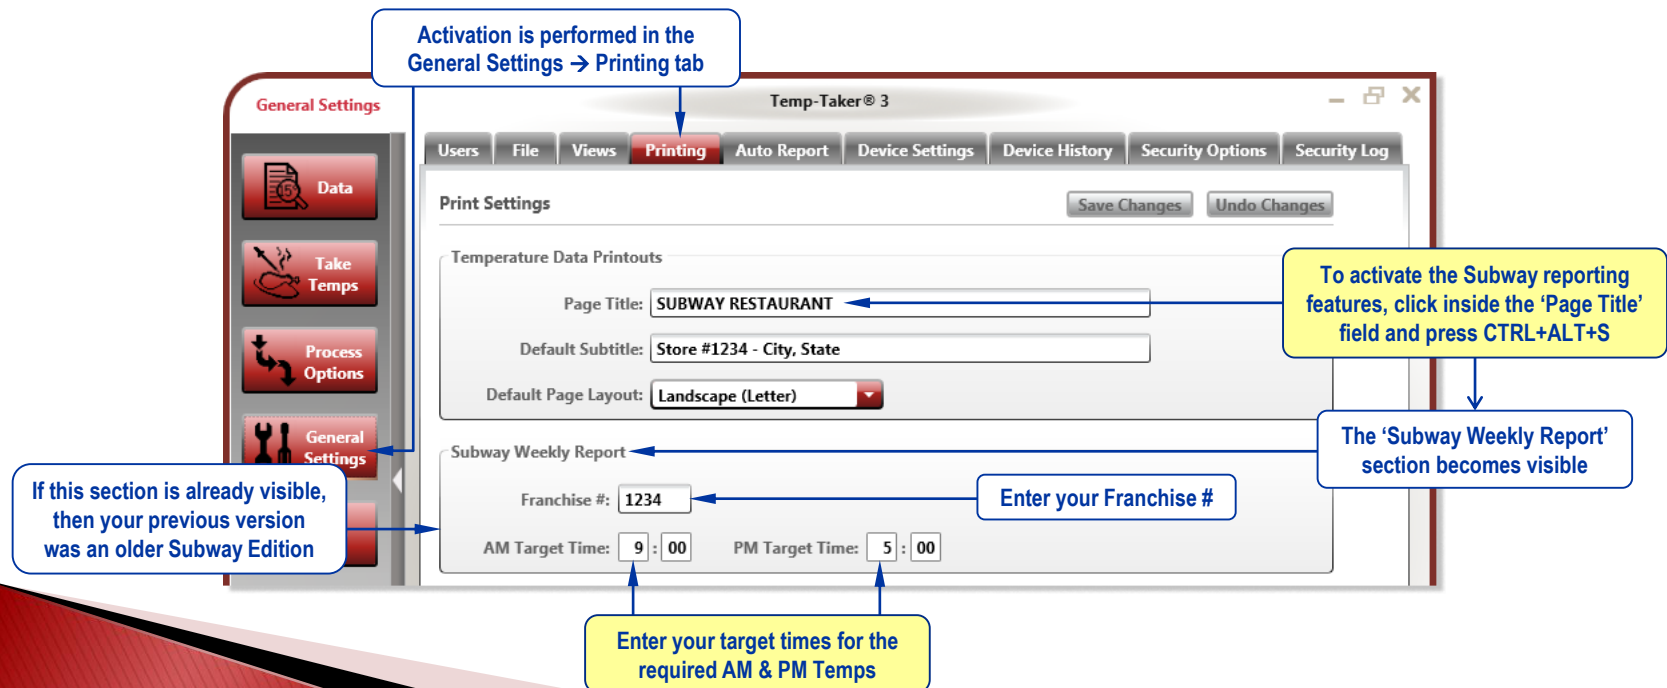 Activation is performed in the
General Settings → Printing tab
General Settings
Temp-Taker® 3
Users File Views Printing Auto Report Device Settings Device History Security Options Security Log
Data
Take
Temps
Process
Options
General
Settings
Print Settings
Save Changes Undo Changes
Temperature Data Printouts
Page Title: SUBWAY RESTAURANT
Default Subtitle: Store #1234 - City, State
Default Page Layout: Landscape (Letter)
To activate the Subway reporting
features, click inside the ‘Page Title’
field and press CTRL+ALT+S
The ‘Subway Weekly Report’
section becomes visible
Subway Weekly Report
Franchise #: 1234
Enter your Franchise #
AM Target Time: 9 : 00 PM Target Time: 5 : 00
If this section is already visible,
then your previous version
was an older Subway Edition
Enter your target times for the
required AM & PM Temps